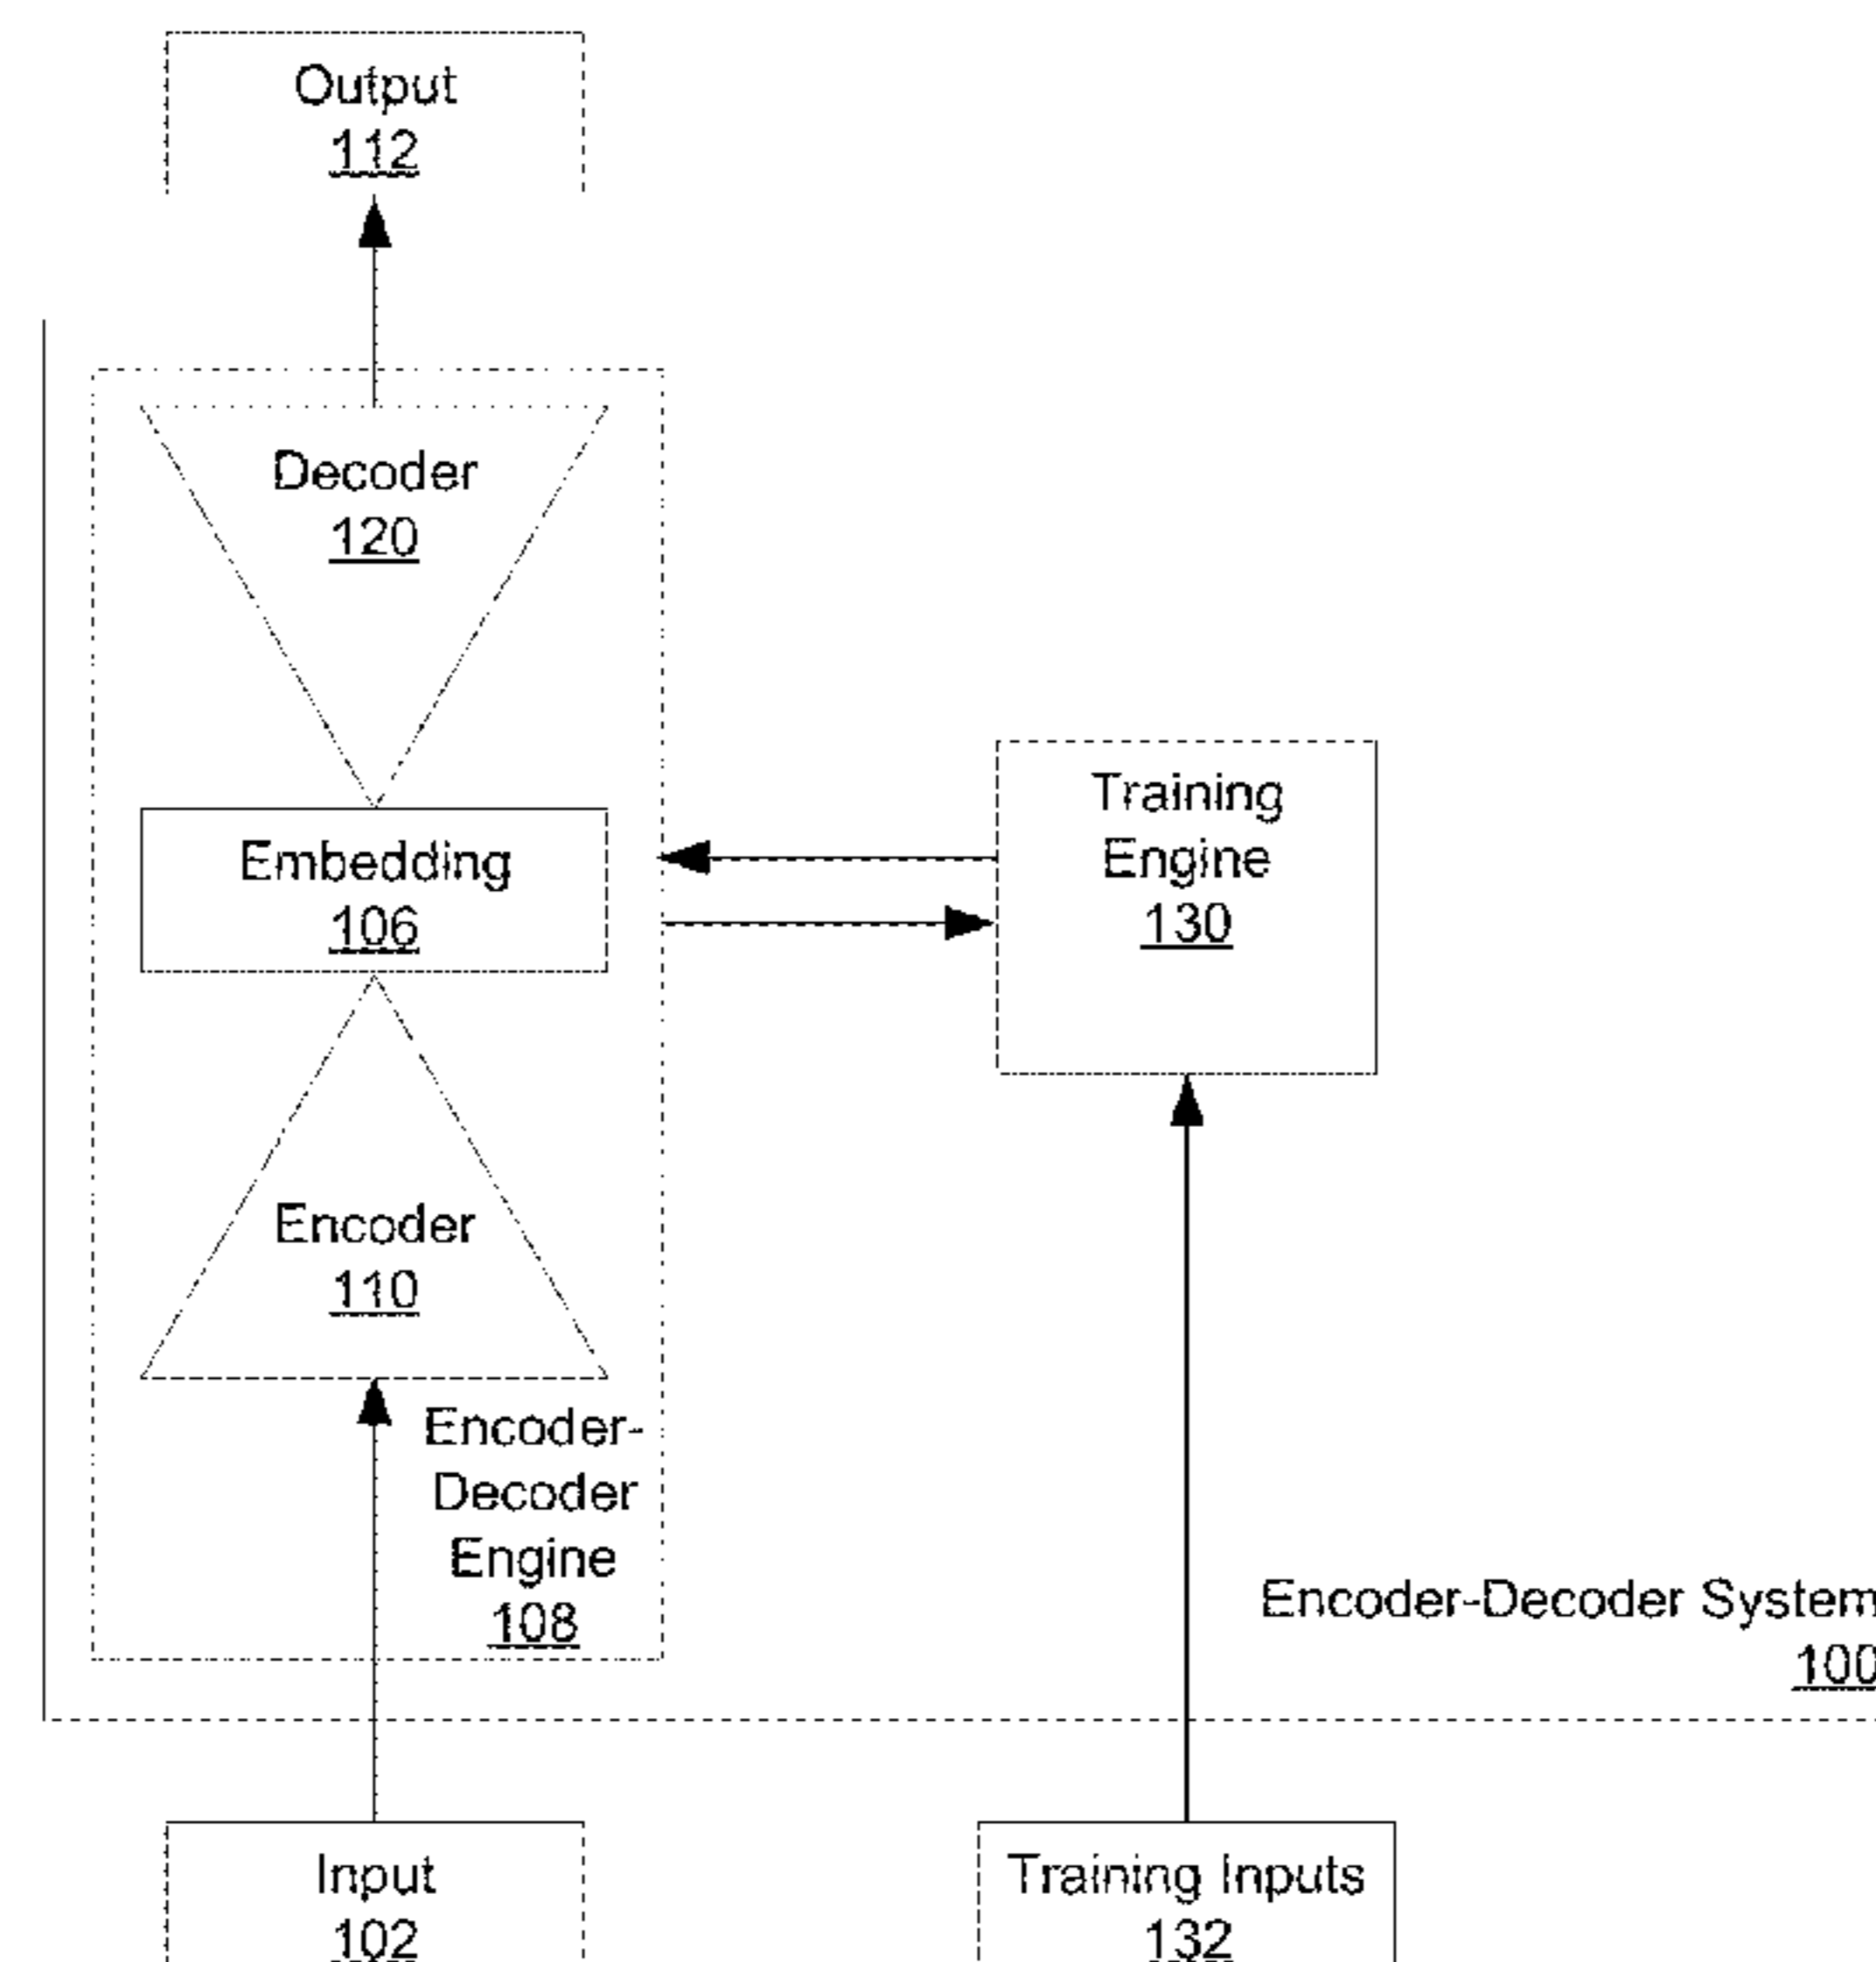 Output
112
Decoder
120
Embedding
106
Training
Engine
130
Encoder
110
Encoder-
Decoder
Engine
108
Encoder-Decoder System
100
Input
102
Training Inputs
132